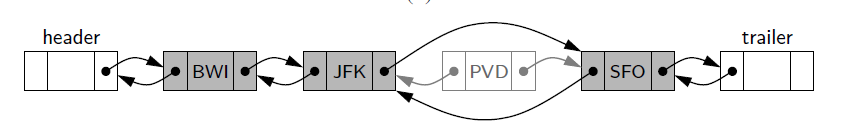 header
trailer
BWI
JFK
PVD
SFO